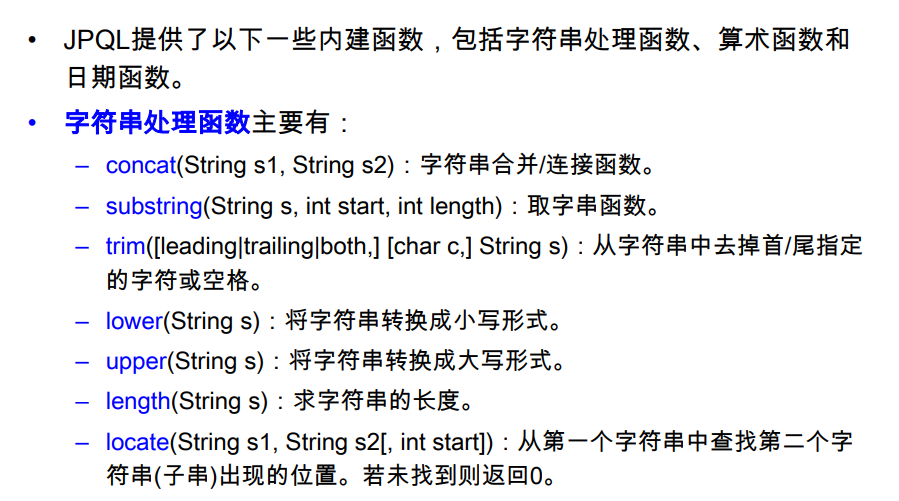 • JPQL提供了以下一些内建函数，包括字符串处理函数、算术函数和
日期函数。
• 字符串处理函数主要有：
– concat(String s1, String s2)：字符串合并/连接函数。
– substring(String s, int start, int length)：取字串函数。
– trim([leading|trailing|both,] [char c,] String s)：从字符串中去掉首/尾指定
的字符或空格。
– lower(String s)：将字符串转换成小写形式。
– upper(String s)：将字符串转换成大写形式。
– length(String s)：求字符串的长度。
– locate(String s1, String s2[, int start])：从第一个字符串中查找第二个字
符串(子串)出现的位置。若未找到则返回0。